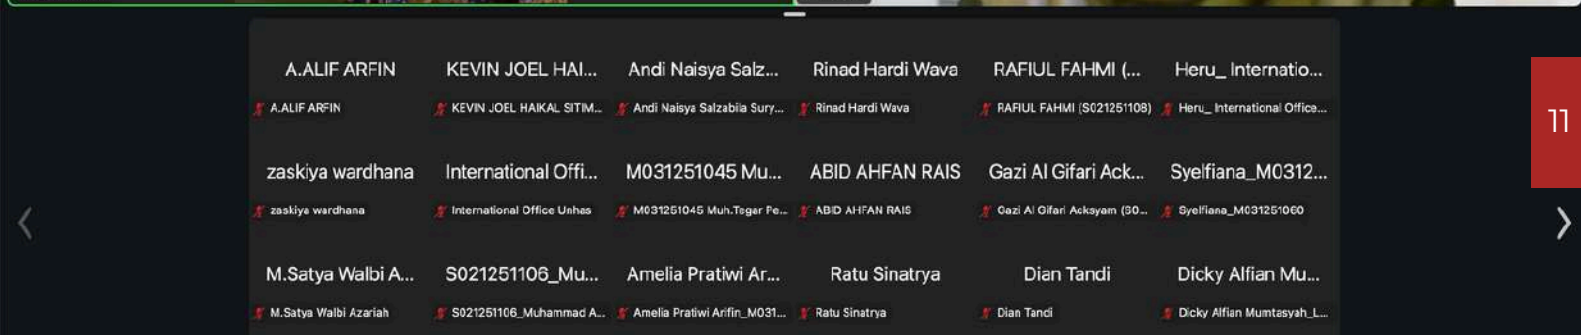 A.ALIF ARFIN KEVIN JOEL HAI... Andi Naisya Salz... Rinad Hardi Wava RAFIUL FAHMI (... Heru_ Internatio...
A.ALIF ARFIN KEVIN JOEL HAIKAL SITIM... Andi Naisya Salzabila Sury... Rinad Hardi Wava RAFIUL FAHMI (S021251108) Heru_ International Office...
11
zaskiya wardhana International Offi... M031251045 Mu... ABID AHFAN RAIS Gazi Al Gifari Ack... Syelfiana_M0312...
zaskiya wardhana International Office Unhas M031251045 Muh.Tegar Pe... ABID AHFAN RAIS Gazi Al Gifari Acksyam (S0... Syelfiana_M031251060
M.Satya Walbi A... S021251106_Mu... Amelia Pratiwi Ar... Ratu Sinatrya Dian Tandi Dicky Alfian Mu...
M.Satya Walbi Azariah S021251106_Muhammad A... Amelia Pratiwi Arifin_M031... Ratu Sinatrya Dian Tandi Dicky Alfian Mumtasyah_L...